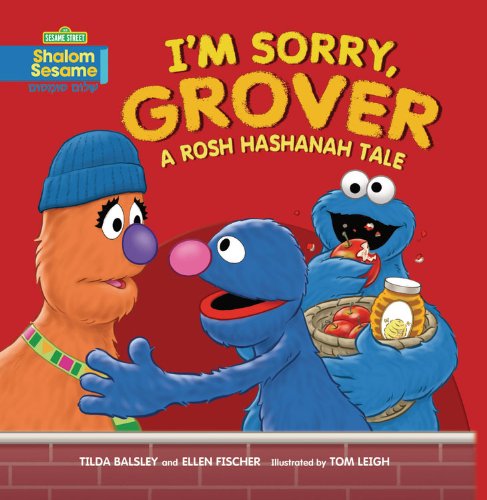 SESAME STREET
Shalom
Sesame
שלום סומסום
I'M SORRY,
GROVER
A ROSH HASHANAH TALE
TILDA BALSLEY and ELLEN FISCHER Illustrated by TOM LEIGH